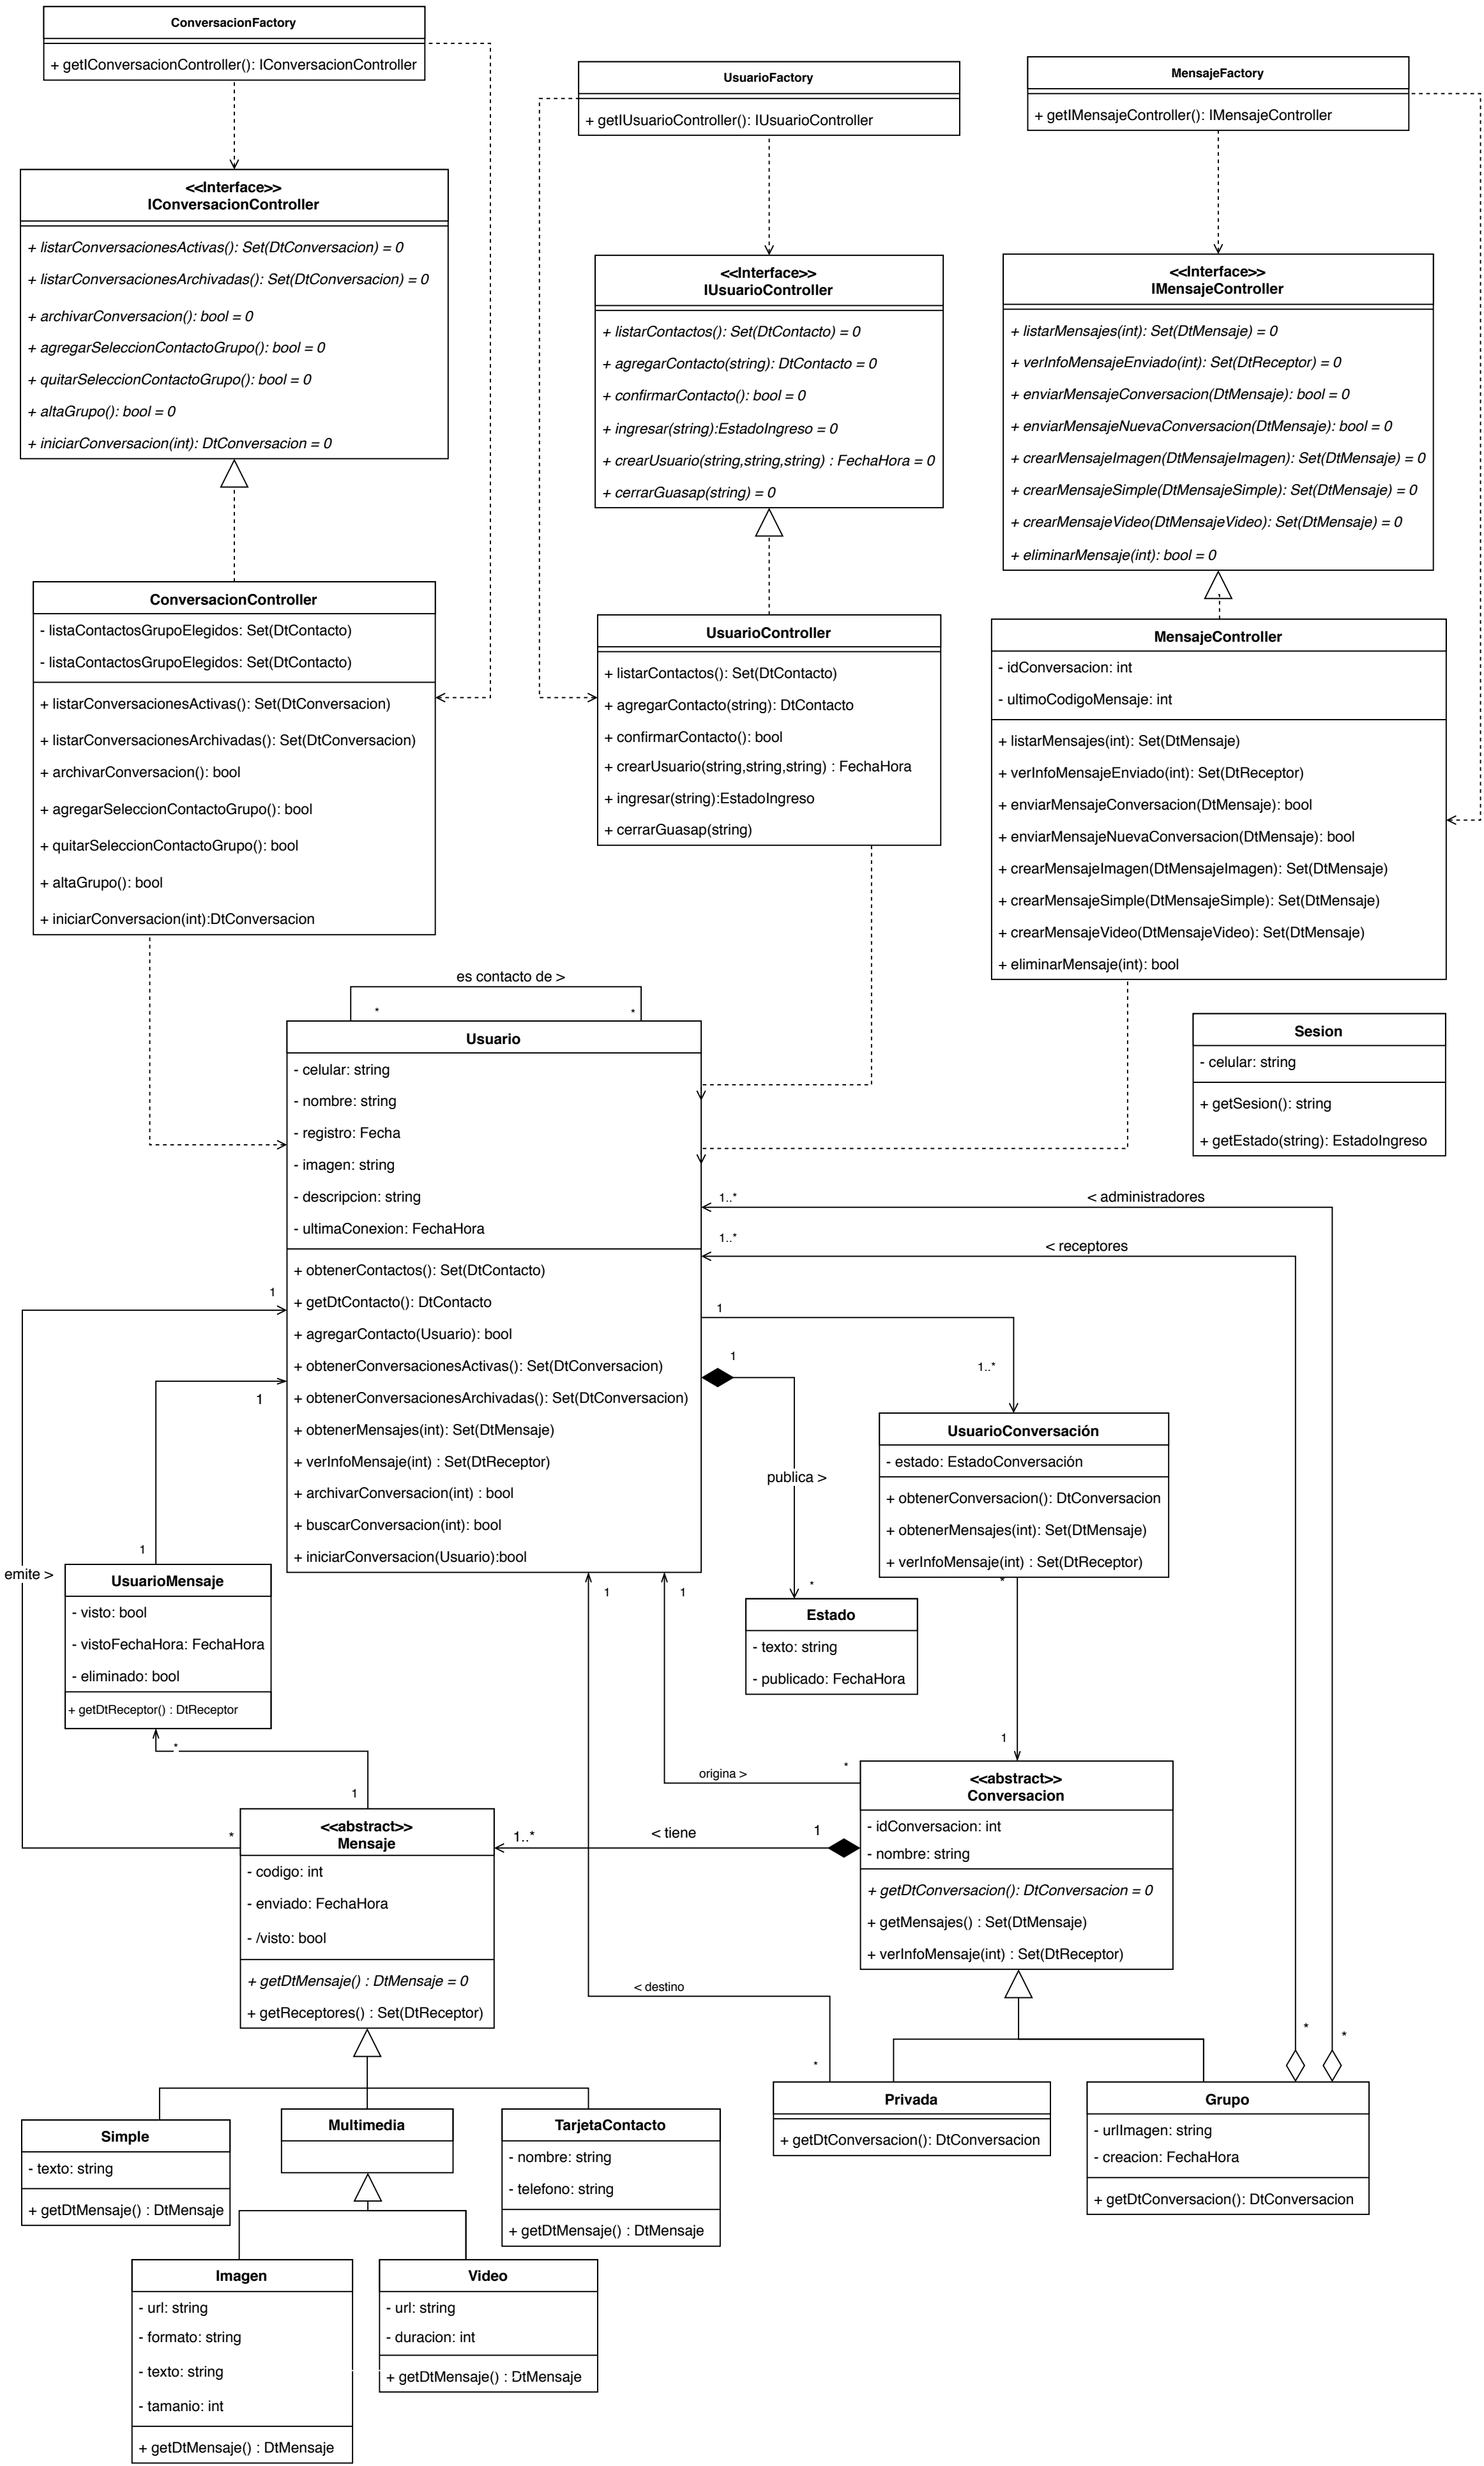 ConversacionFactory
+ getIConversacionController(): IConversacionController
UsuarioFactory
+ getIUsuarioController(): IUsuarioController
MensajeFactory
+ getIMensajeController(): IMensajeController
<<Interface>>
IConversacionController
+ listarConversacionesActivas(): Set(DtConversacion) = 0
+ listarConversacionesArchivadas(): Set(DtConversacion) = 0
+ archivarConversacion(): bool = 0
+ agregarSeleccionContactoGrupo(): bool = 0
+ quitarSeleccionContactoGrupo(): bool = 0
+ altaGrupo(): bool = 0
+ iniciarConversacion(int): DtConversacion = 0
<<Interface>>
IUsuarioController
+ listarContactos(): Set(DtContacto) = 0
+ agregarContacto(string): DtContacto = 0
+ confirmarContacto(): bool = 0
+ ingresar(string):EstadoIngreso = 0
+ crearUsuario(string,string,string) : FechaHora = 0
+ cerrarGuasap(string) = 0
<<Interface>>
IMensajeController
+ listarMensajes(int): Set(DtMensaje) = 0
+ verInfoMensajeEnviado(int): Set(DtReceptor) = 0
+ enviarMensajeConversacion(DtMensaje): bool = 0
+ enviarMensajeNuevaConversacion(DtMensaje): bool = 0
+ crearMensajeImagen(DtMensajeImagen): Set(DtMensaje) = 0
+ crearMensajeSimple(DtMensajeSimple): Set(DtMensaje) = 0
+ crearMensajeVideo(DtMensajeVideo): Set(DtMensaje) = 0
+ eliminarMensaje(int): bool = 0
ConversacionController
- listaContactosGrupoElegidos: Set(DtContacto)
- listaContactosGrupoElegidos: Set(DtContacto)
+ listarConversacionesActivas(): Set(DtConversacion)
+ listarConversacionesArchivadas(): Set(DtConversacion)
+ archivarConversacion(): bool
+ agregarSeleccionContactoGrupo(): bool
+ quitarSeleccionContactoGrupo(): bool
+ altaGrupo(): bool
+ iniciarConversacion(int):DtConversacion
UsuarioController
+ listarContactos(): Set(DtContacto)
+ agregarContacto(string): DtContacto
+ confirmarContacto(): bool
+ crearUsuario(string,string,string) : FechaHora
+ ingresar(string):EstadoIngreso
+ cerrarGuasap(string)
MensajeController
- idConversacion: int
- ultimoCodigoMensaje: int
+ listarMensajes(int): Set(DtMensaje)
+ verInfoMensajeEnviado(int): Set(DtReceptor)
+ enviarMensajeConversacion(DtMensaje): bool
+ enviarMensajeNuevaConversacion(DtMensaje): bool
+ crearMensajeImagen(DtMensajeImagen): Set(DtMensaje)
+ crearMensajeSimple(DtMensajeSimple): Set(DtMensaje)
+ crearMensajeVideo(DtMensajeVideo): Set(DtMensaje)
+ eliminarMensaje(int): bool
es contacto de >
* *
Usuario
- celular: string
- nombre: string
- registro: Fecha
- imagen: string
- descripcion: string
- ultimaConexion: FechaHora
+ obtenerContactos(): Set(DtContacto)
+ getDtContacto(): DtContacto
+ agregarContacto(Usuario): bool
+ obtenerConversacionesActivas(): Set(DtConversacion)
+ obtenerConversacionesArchivadas(): Set(DtConversacion)
+ obtenerMensajes(int): Set(DtMensaje)
+ verInfoMensaje(int) : Set(DtReceptor)
+ archivarConversacion(int) : bool
+ buscarConversacion(int): bool
+ iniciarConversacion(Usuario):bool
Sesion
- celular: string
+ getSesion(): string
+ getEstado(string): EstadoIngreso
1..*
< administradores
1..*
< receptores
1
1
1
1..*
1
publica >
*
UsuarioConversación
- estado: EstadoConversación
+ obtenerConversacion(): DtConversacion
+ obtenerMensajes(int): Set(DtMensaje)
+ verInfoMensaje(int) : Set(DtReceptor)
*
1
emite >
1
UsuarioMensaje
- visto: bool
- vistoFechaHora: FechaHora
- eliminado: bool
+ getDtReceptor() : DtReceptor
1
1
Estado
- texto: string
- publicado: FechaHora
*
1
*
origina >
*
<<abstract>>
Mensaje
- codigo: int
- enviado: FechaHora
- /visto: bool
+ getDtMensaje() : DtMensaje = 0
+ getReceptores() : Set(DtReceptor)
1..*
< tiene
1
<<abstract>>
Conversacion
- idConversacion: int
- nombre: string
+ getDtConversacion(): DtConversacion = 0
+ getMensajes() : Set(DtMensaje)
+ verInfoMensaje(int) : Set(DtReceptor)
< destino
*
*
*
Privada
+ getDtConversacion(): DtConversacion
Grupo
- urlImagen: string
- creacion: FechaHora
+ getDtConversacion(): DtConversacion
Simple
- texto: string
+ getDtMensaje() : DtMensaje
Multimedia
TarjetaContacto
- nombre: string
- telefono: string
+ getDtMensaje() : DtMensaje
Imagen
- url: string
- formato: string
- texto: string
- tamanio: int
+ getDtMensaje() : DtMensaje
Video
- url: string
- duracion: int
+ getDtMensaje() : DtMensaje